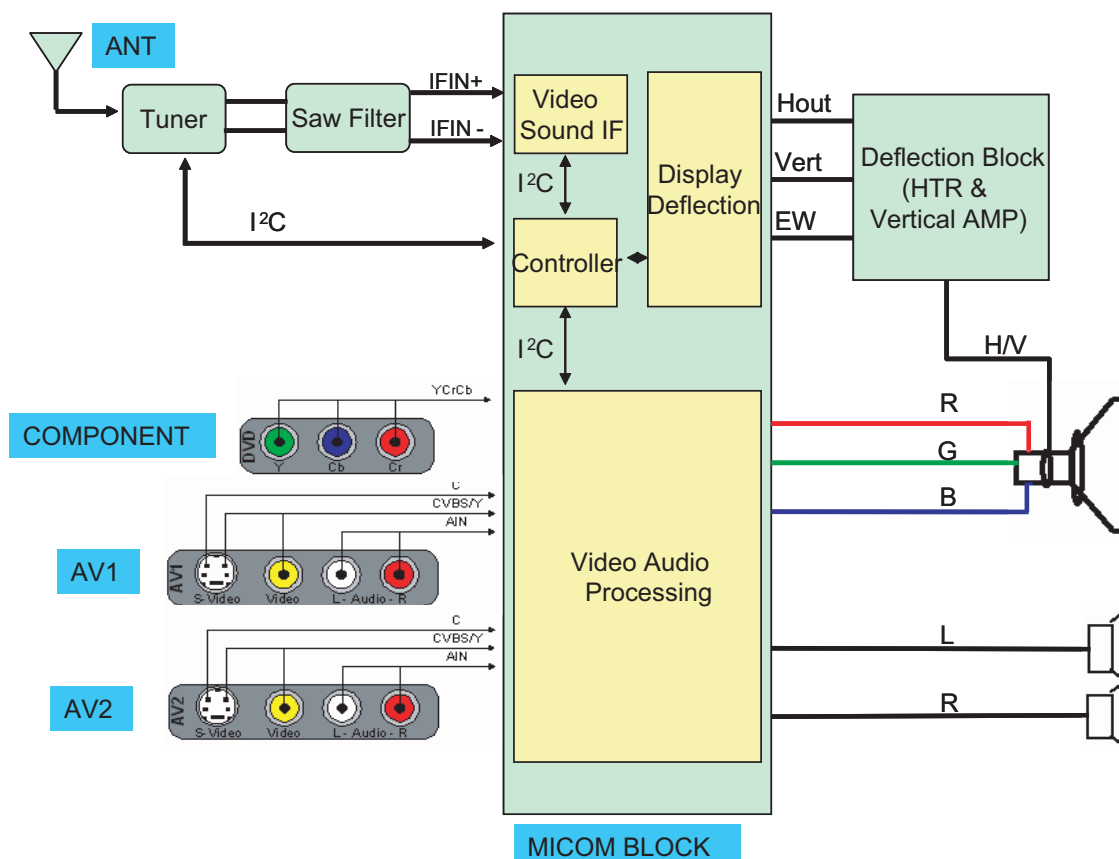 ANT
Tuner
Saw Filter
IFIN+
IFIN -
I²C
Video
Sound IF
I²C
Controller
I²C
Display
Deflection
Hout
Vert
EW
Deflection Block
(HTR &
Vertical AMP)
H/V
COMPONENT
YCrCb
DVD
Y
Cb
Cr
AV1
C
CVBS/Y
AIN
AV1
S-Video
Video
L - Audio - R
AV2
C
CVBS/Y
AIN
AV2
S-Video
Video
L - Audio - R
Video Audio
Processing
R
G
B
L
R
MICOM BLOCK